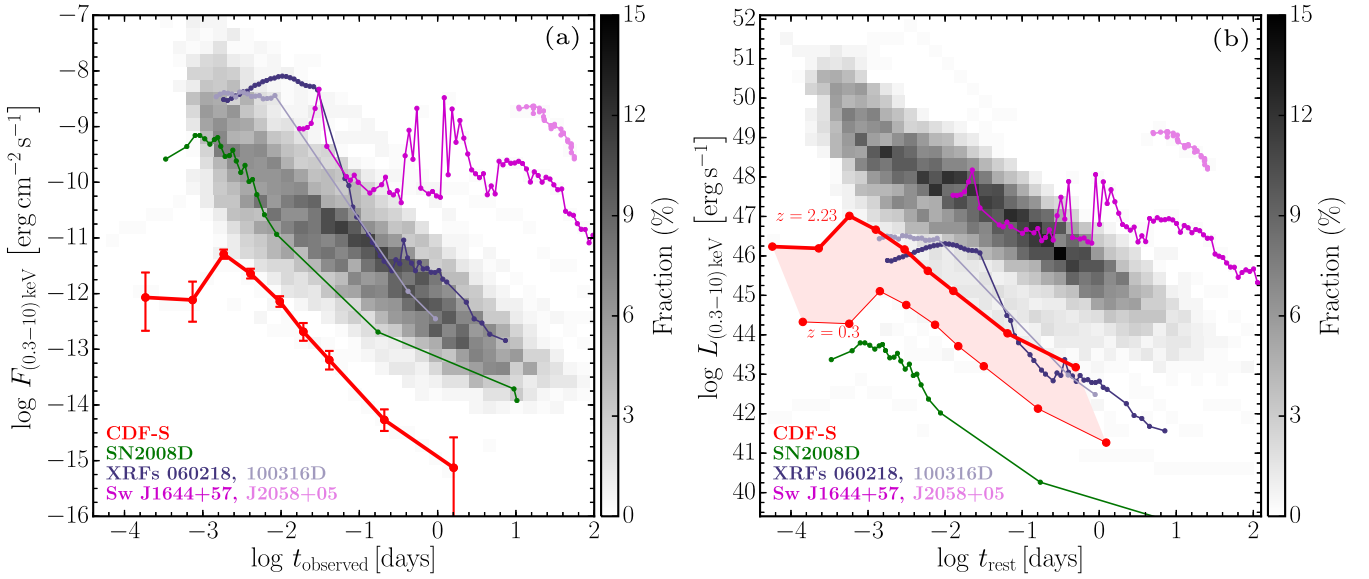 (a)
log F(0.3−10) keV [erg cm−2 s−1]
−7
−8
−9
−10
−11
−12
−13
−14
−15
−16
CDF-S
SN2008D
XRFs 060218, 100316D
Sw J1644+57, J2058+05
−4 −3 −2 −1 0 1 2
log tobserved [days]
15
12
9
6
3
0
Fraction (%)
(b)
log L(0.3−10) keV [erg s−1]
52
51
50
49
48
47
46
45
44
43
42
41
40
z = 2.23
z = 0.3
CDF-S
SN2008D
XRFs 060218, 100316D
Sw J1644+57, J2058+05
−4 −3 −2 −1 0 1 2
log trest [days]
15
12
9
6
3
0
Fraction (%)